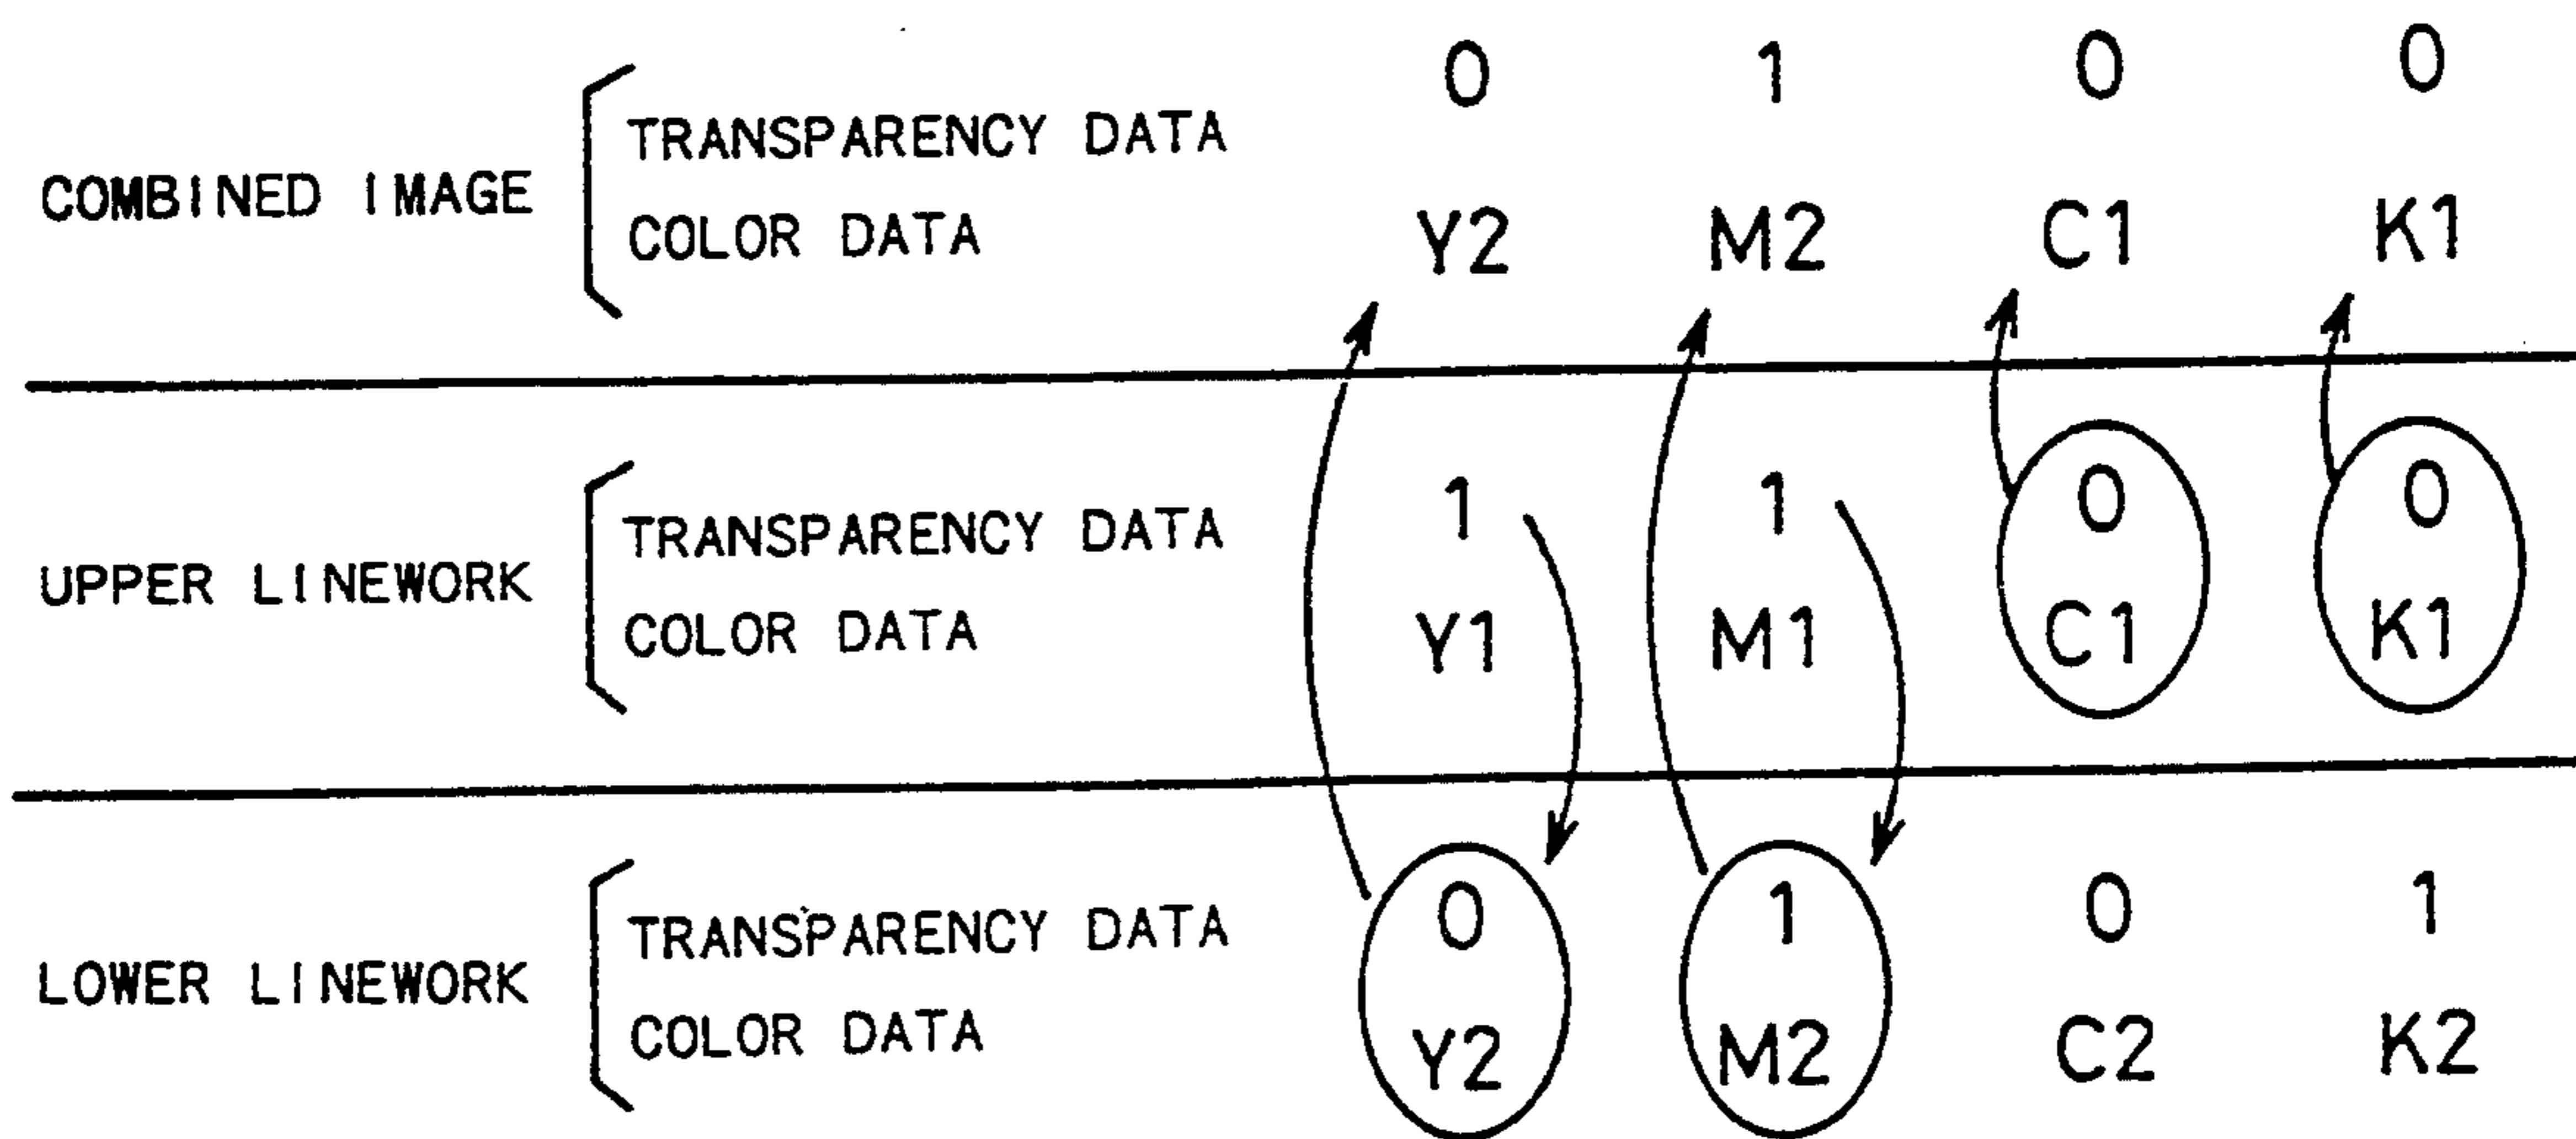 0 1 0 0
TRANSPARENCY DATA
COMBINED IMAGE
COLOR DATA
Y2 M2 C1 K1
1 1 0 0
TRANSPARENCY DATA
UPPER LINEWORK
COLOR DATA
Y1 M1 C1 K1
0 1 0 1
TRANSPARENCY DATA
LOWER LINEWORK
COLOR DATA
Y2 M2 C2 K2